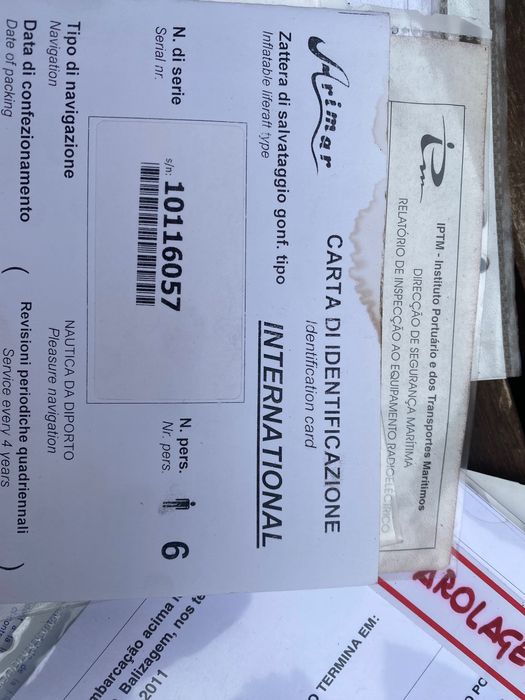 Arimar
CARTA DI IDENTIFICAZIONE
Identification card
Zattera di salvataggio gonf. tipo INTERNATIONAL
Inflatable liferaft type
N. di serie
Serial nr.
s/n: 10116057
N. pers. 6
Nr. pers.
Tipo di navigazione NAUTICA DA DIPORTO
Navigation Pleasure navigation
Data di confezionamento ( Revisioni periodiche quadriennali )
Date of packing Service every 4 years
IPTM - Instituto Portuário e dos Transportes Marítimos
DIRECÇÃO DE SEGURANÇA MARÍTIMA
RELATÓRIO DE INSPECÇÃO AO EQUIPAMENTO RADIOELÉCTRICO
AROLAGE
TERMINA EM:
mbarcação acima
Balizagem, nos te
2011